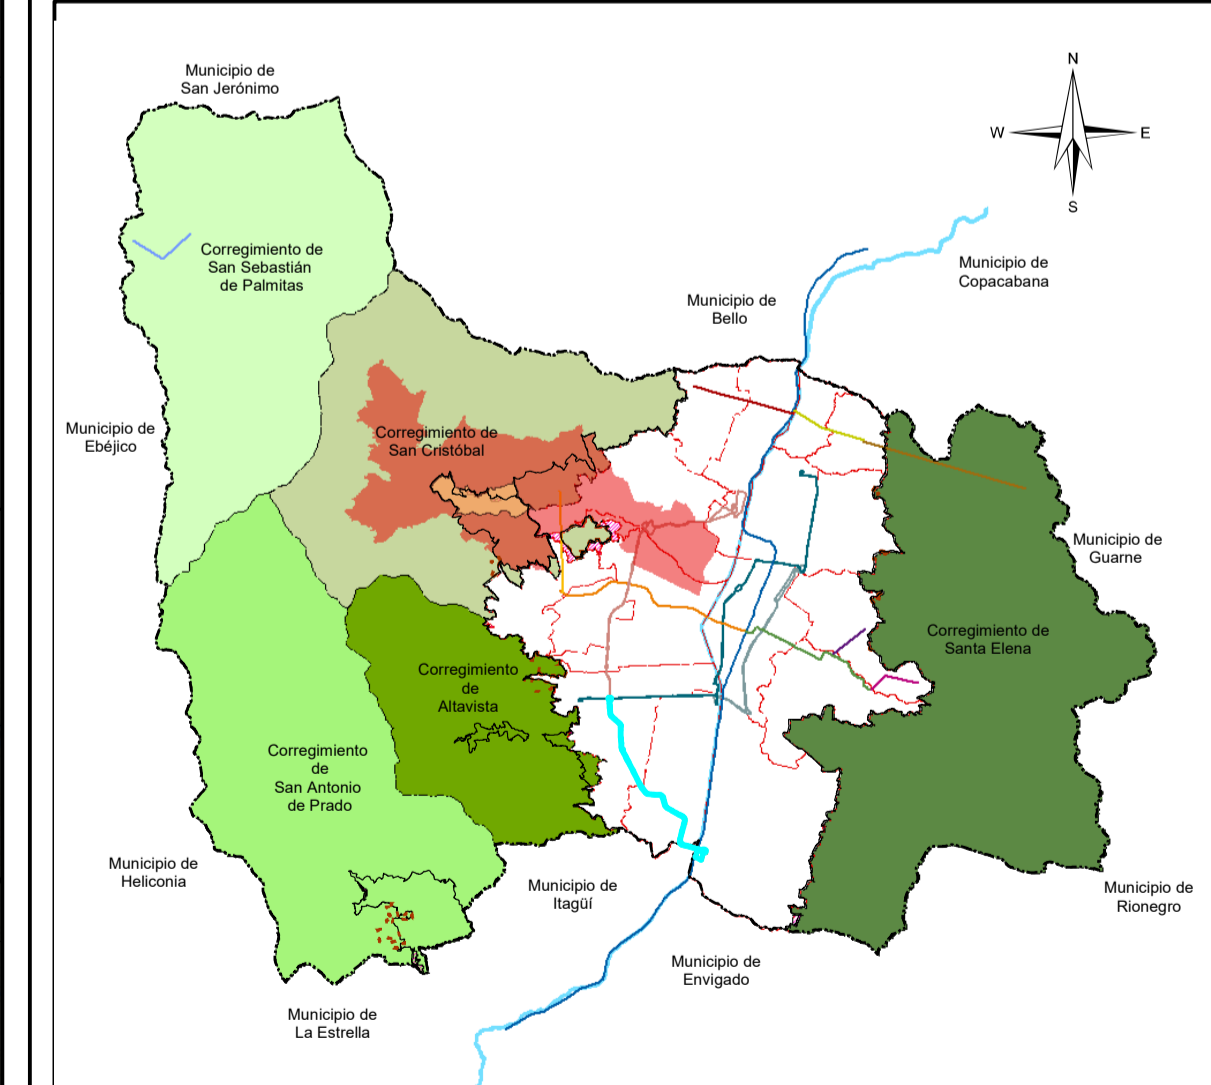 Municipio de
San Jerónimo
N
W
E
S
Corregimiento de
San Sebastián
de Palmitas
Municipio de
Copacabana
Municipio de
Bello
Municipio de
Ebéjico
Corregimiento de
San Cristóbal
Municipio de
Guarne
Corregimiento de
Santa Elena
Corregimiento
de
Altavista
Corregimiento
de
San Antonio
de Prado
Municipio de
Heliconia
Municipio de
Itagüí
Municipio de
Rionegro
Municipio de
Envigado
Municipio de
La Estrella